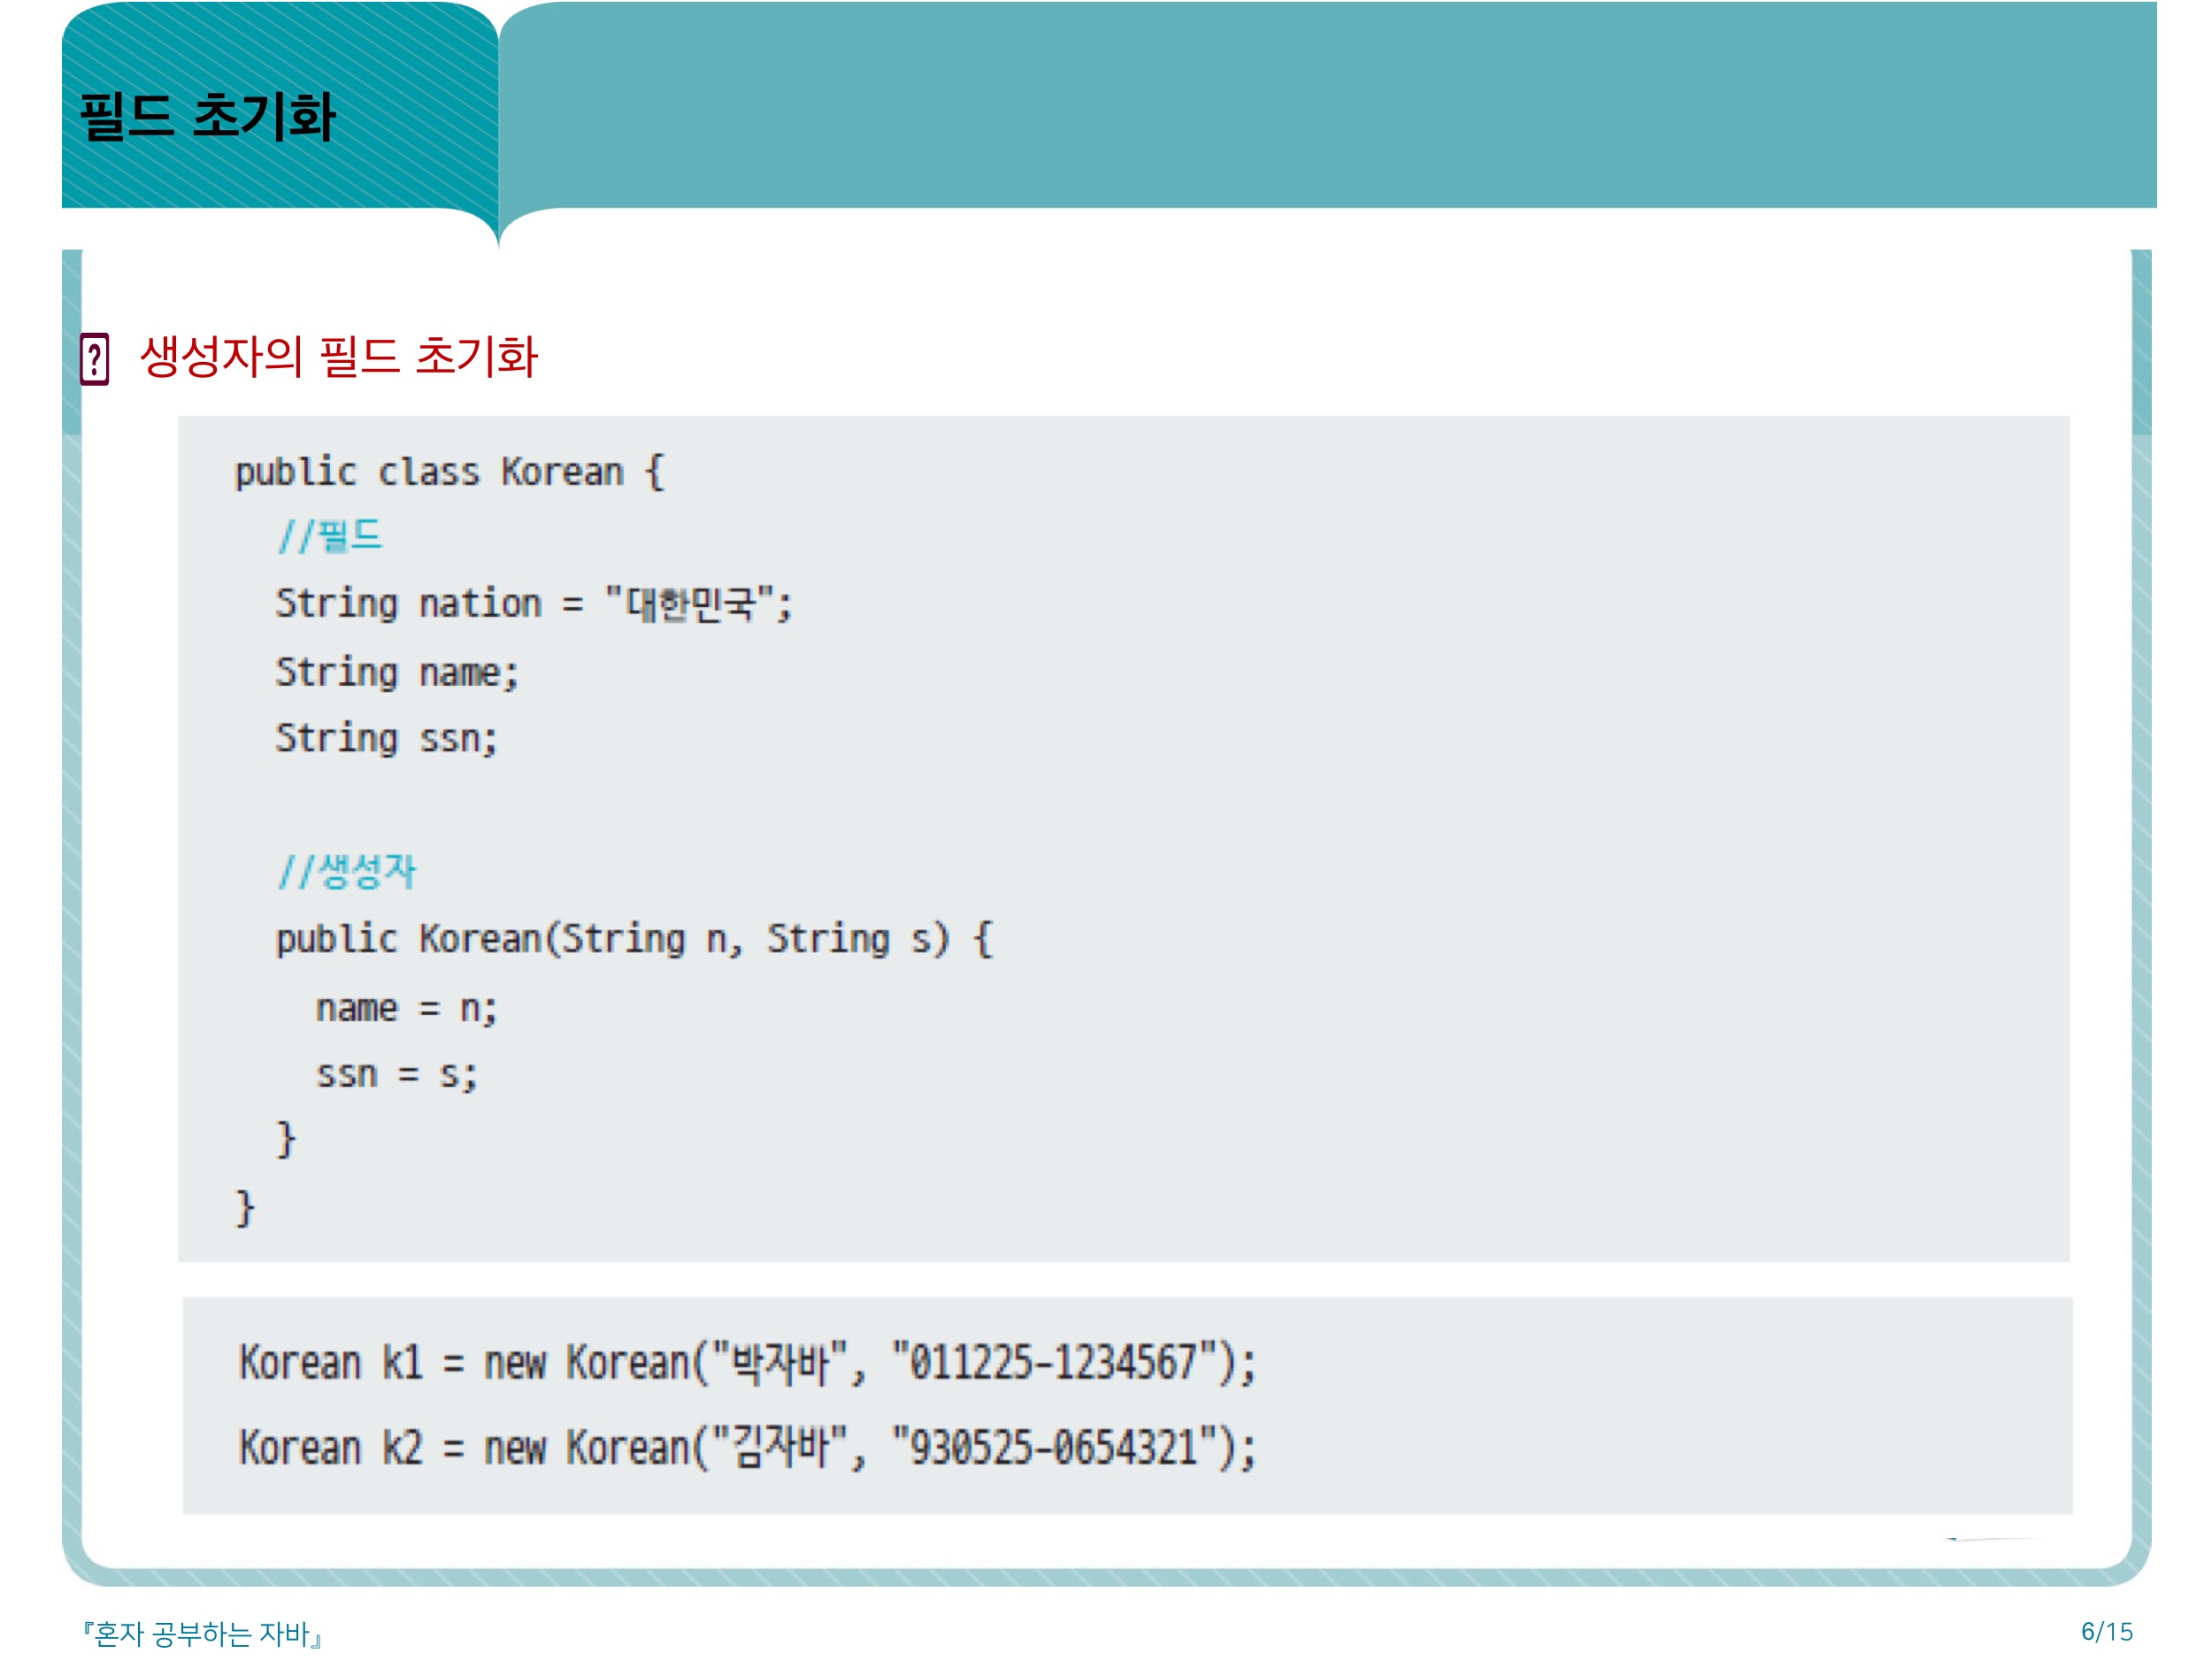 필드 초기화
생성자의 필드 초기화
public class Korean {
//필드
String nation = "대한민국";
String name;
String ssn;
//생성자
public Korean(String n, String s) {
name = n;
ssn = s;
}
}
Korean k1 = new Korean("박자바", "011225-1234567");
Korean k2 = new Korean("김자바", "930525-0654321");
『혼자 공부하는 자바』
6/15